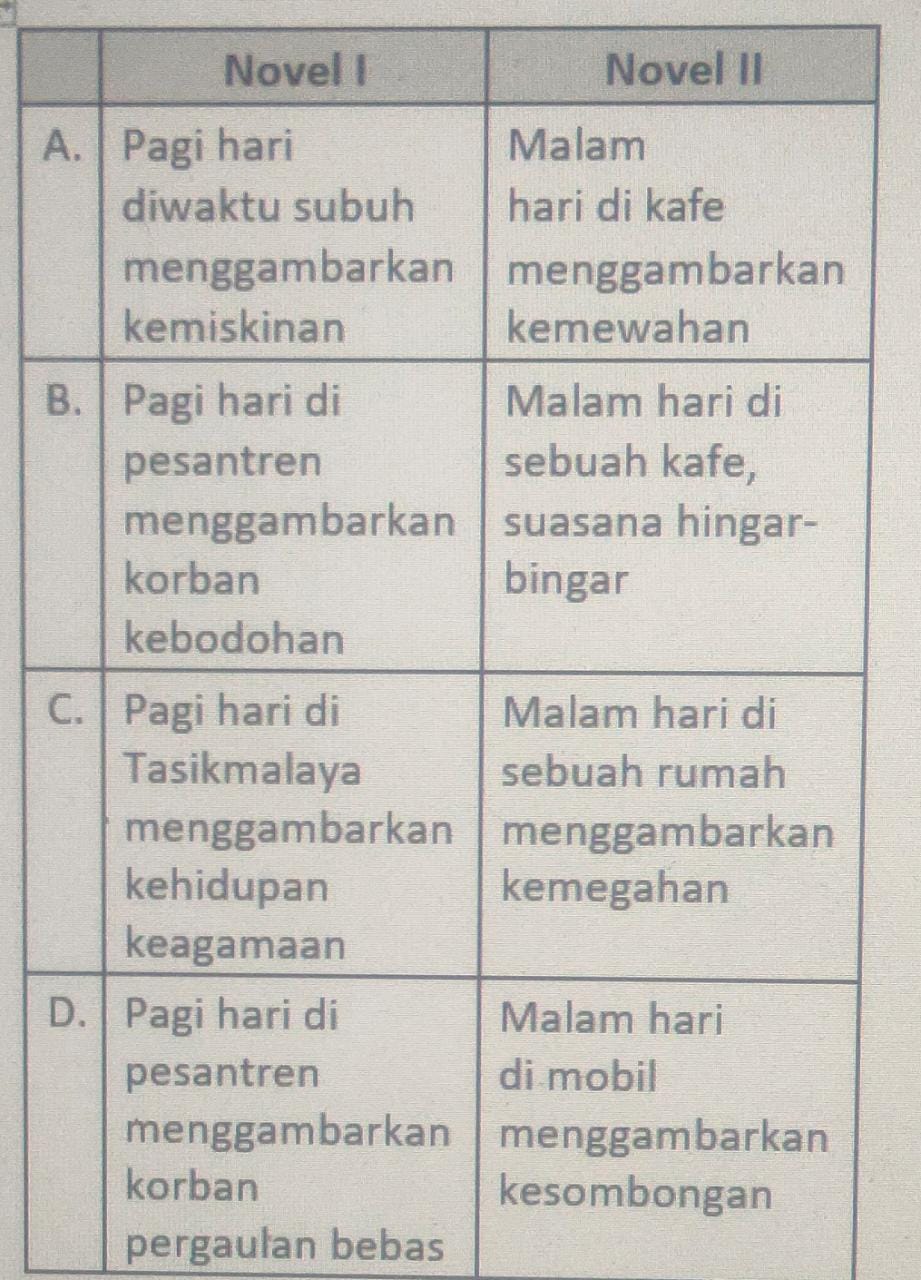 Novel I
Novel II
A.
Pagi hari
diwaktu subuh
menggambarkan
kemiskinan
Malam
hari di kafe
menggambarkan
kemewahan
B.
Pagi hari di
pesantren
menggambarkan
korban
kebodohan
Malam hari di
sebuah kafe,
suasana hingar-
bingar
C.
Pagi hari di
Tasikmalaya
menggambarkan
kehidupan
keagamaan
Malam hari di
sebuah rumah
menggambarkan
kemegahan
D.
Pagi hari di
pesantren
menggambarkan
korban
pergaulan bebas
Malam hari
di mobil
menggambarkan
kesombongan